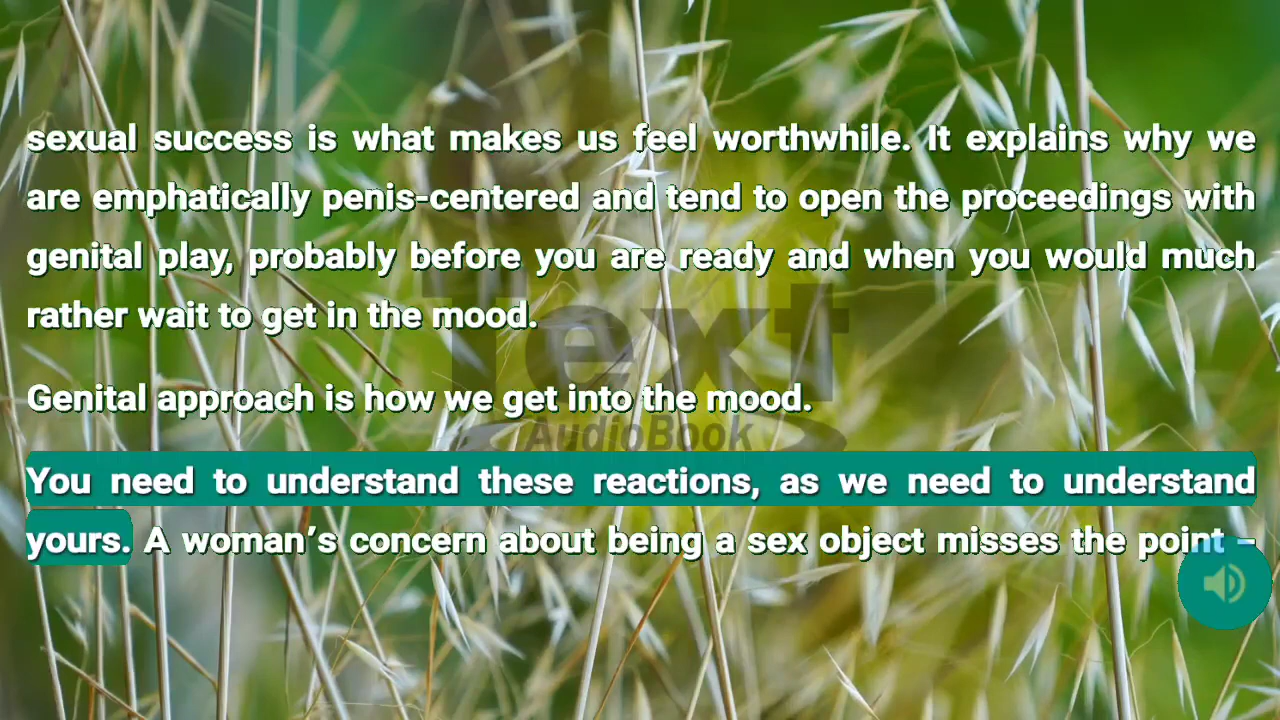 sexual success is what makes us feel worthwhile. It explains why we
are emphatically penis-centered and tend to open the proceedings with
genital play, probably before you are ready and when you would much
rather wait to get in the mood.
Genital approach is how we get into the mood.
You need to understand these reactions, as we need to understand
yours. A woman’s concern about being a sex object misses the point –
Text
AudioBook